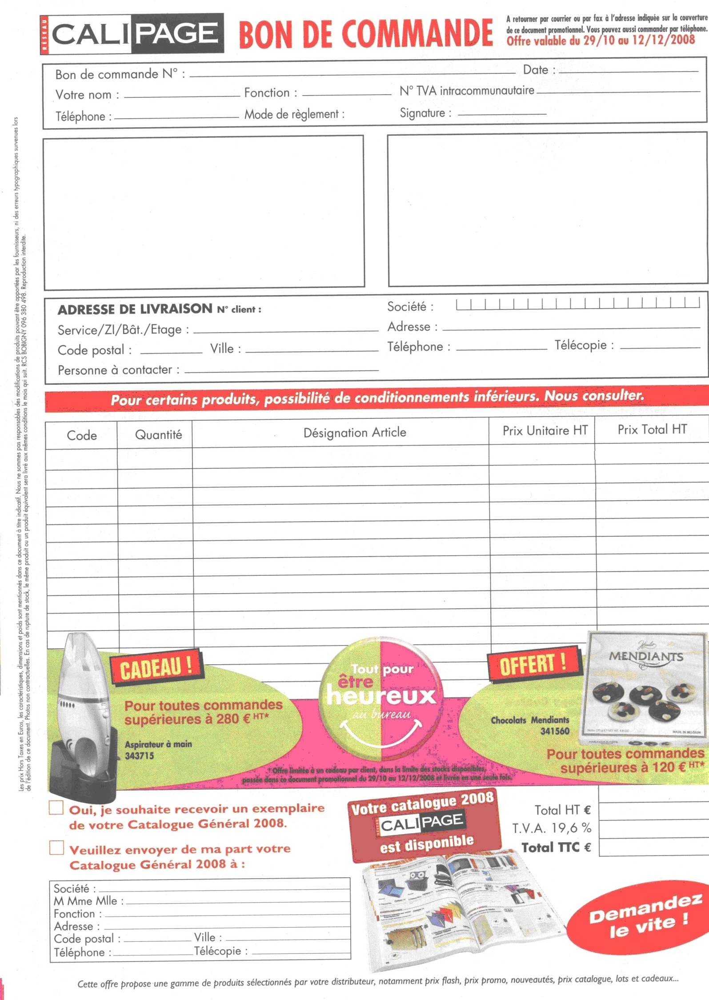 RÉSEAU CALIPAGE
BON DE COMMANDE
A retourner par courrier ou par fax à l'adresse indiquée sur la couverture
de ce document promotionnel. Vous pouvez aussi commander par téléphone.
Offre valable du 29/10 au 12/12/2008
Bon de commande N° : Date :
Votre nom : Fonction : N° TVA intracommunautaire
Téléphone : Mode de règlement : Signature :
ADRESSE DE LIVRAISON N° client : Société :
Service/ZI/Bât./Etage : Adresse :
Code postal : Ville : Téléphone : Télécopie :
Personne à contacter :
Pour certains produits, possibilité de conditionnements inférieurs. Nous consulter.
Code Quantité Désignation Article Prix Unitaire HT Prix Total HT
CADEAU !
Pour toutes commandes
supérieures à 280 € HT*
Aspirateur à main
343715
Tout pour
être
heureux
au bureau
OFFERT !
Hamlet
MENDIANTS
MADE IN BELGIUM
MENDIANTS
Chocolats Mendiants
341560
Pour toutes commandes
supérieures à 120 € HT*
*Offre limitée à un cadeau par client, dans la limite des stocks disponibles,
passée dans ce document promotionnel du 29/10 au 12/12/2008 et livrée en une seule fois.
Oui, je souhaite recevoir un exemplaire
de votre Catalogue Général 2008.
Veuillez envoyer de ma part votre
Catalogue Général 2008 à :
Société :
M Mme Mlle :
Fonction :
Adresse :
Code postal : Ville :
Téléphone : Télécopie :
Votre catalogue 2008
RÉSEAU CALIPAGE
est disponible
Total HT €
T.V.A. 19,6 %
Total TTC €
Demandez
le vite !
Cette offre propose une gamme de produits sélectionnés par votre distributeur, notamment prix flash, prix promo, nouveautés, prix catalogue, lots et cadeaux...
Les prix Hors Taxes en Euros, les caractéristiques, dimensions et poids sont mentionnés dans ce document à titre indicatif. Nous ne sommes pas responsables des modifications de produits pouvant être apportées par les fournisseurs, ni des erreurs typographiques survenues lors
de l'édition de ce document. Photos non contractuelles. En cas de rupture de stock, le même produit ou un produit équivalent sera livré aux mêmes conditions le mois qui suit. RCS BOBIGNY 096 380 498. Reproduction interdite.